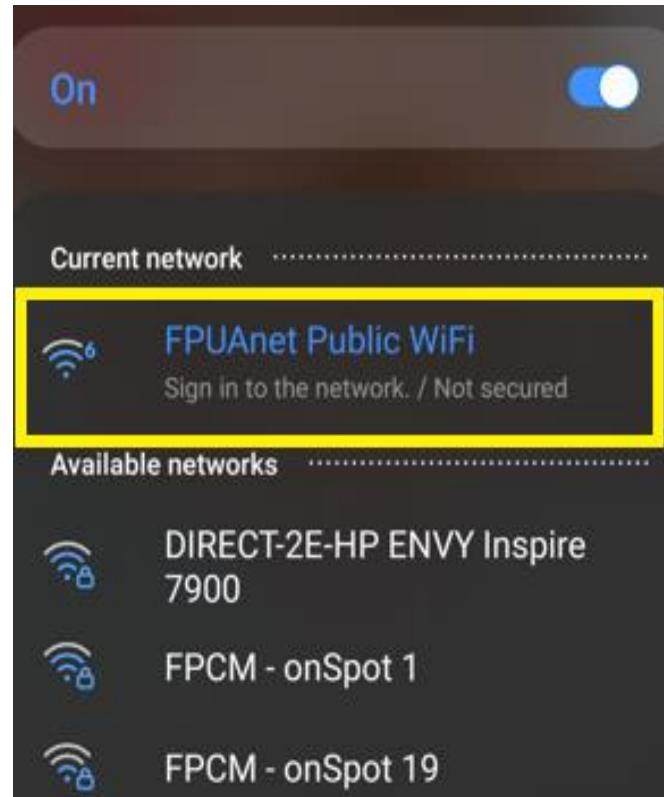 On
Current network
6
FPUAnet Public WiFi
Sign in to the network. / Not secured
Available networks
DIRECT-2E-HP ENVY Inspire
7900
FPCM - onSpot 1
FPCM - onSpot 19